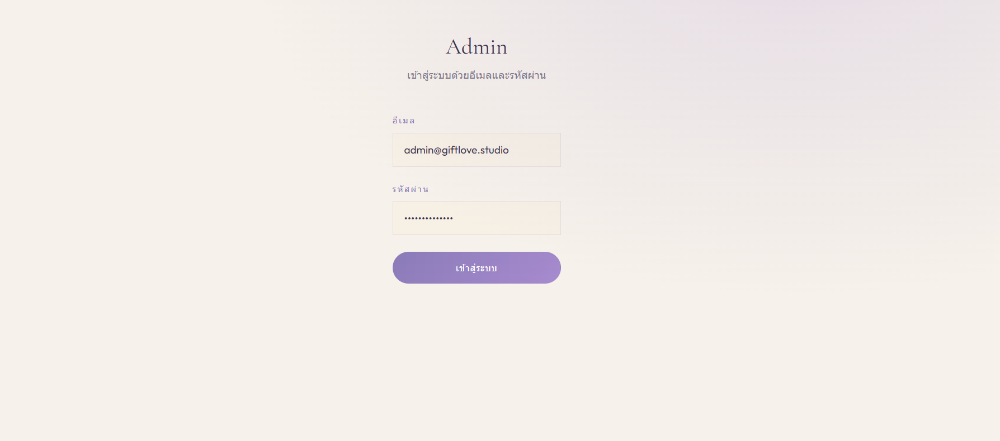 Admin
เข้าสู่ระบบด้วยอีเมลและรหัสผ่าน
อีเมล
admin@giftlove.studio
รหัสผ่าน
••••••••••••••
เข้าสู่ระบบ